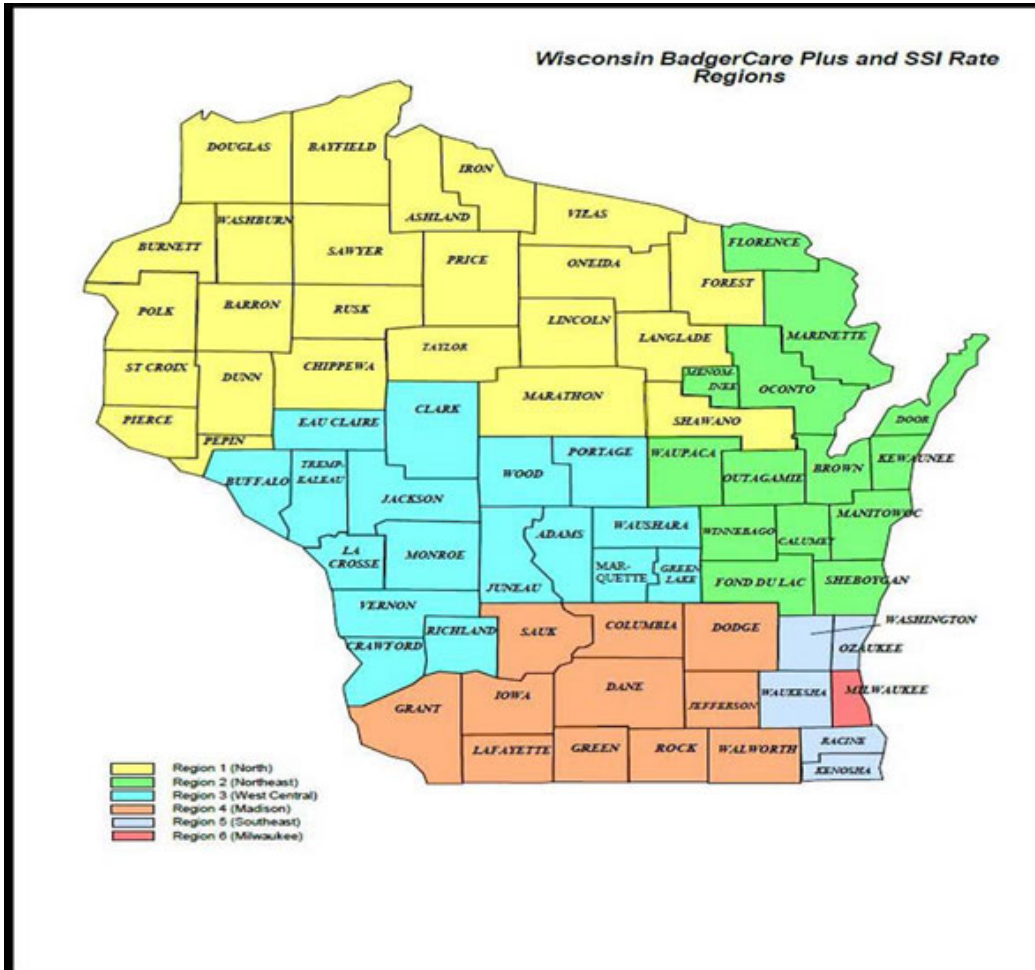 Wisconsin BadgerCare Plus and SSI Rate
Regions
DOUGLAS
BAYFIELD
IRON
ASHLAND
VILAS
WASHBURN
BURNETT
SAWYER
PRICE
ONEIDA
FLORENCE
FOREST
POLK
BARRON
RUSK
LINCOLN
LANGLADE
MARINETTE
TAYLOR
ST CROIX
DUNN
CHIPPEWA
MENOM-
INEE
OCONTO
CLARK
MARATHON
PIERCE
SHAWANO
DOOR
EAU CLAIRE
PEPIN
WOOD
PORTAGE
WAUPACA
OUTAGAMIE
BROWN
KEWAUNEE
BUFFALO
TREMP-
EALEAU
JACKSON
MANITOWOC
ADAMS
WAUSHARA
WINNEBAGO
CALUMET
LA
CROSSE
MONROE
JUNEAU
MAR-
QUETTE
GREEN
LAKE
FOND DU LAC
SHEBOYGAN
VERNON
RICHLAND
SAUK
COLUMBIA
DODGE
WASHINGTON
OZAUKEE
CRAWFORD
GRANT
IOWA
DANE
JEFFERSON
WAUKESHA
MILWAUKEE
LAFAYETTE
GREEN
ROCK
WALWORTH
RACINE
KENOSHA
Region 1 (North)
Region 2 (Northeast)
Region 3 (West Central)
Region 4 (Madison)
Region 5 (Southeast)
Region 6 (Milwaukee)